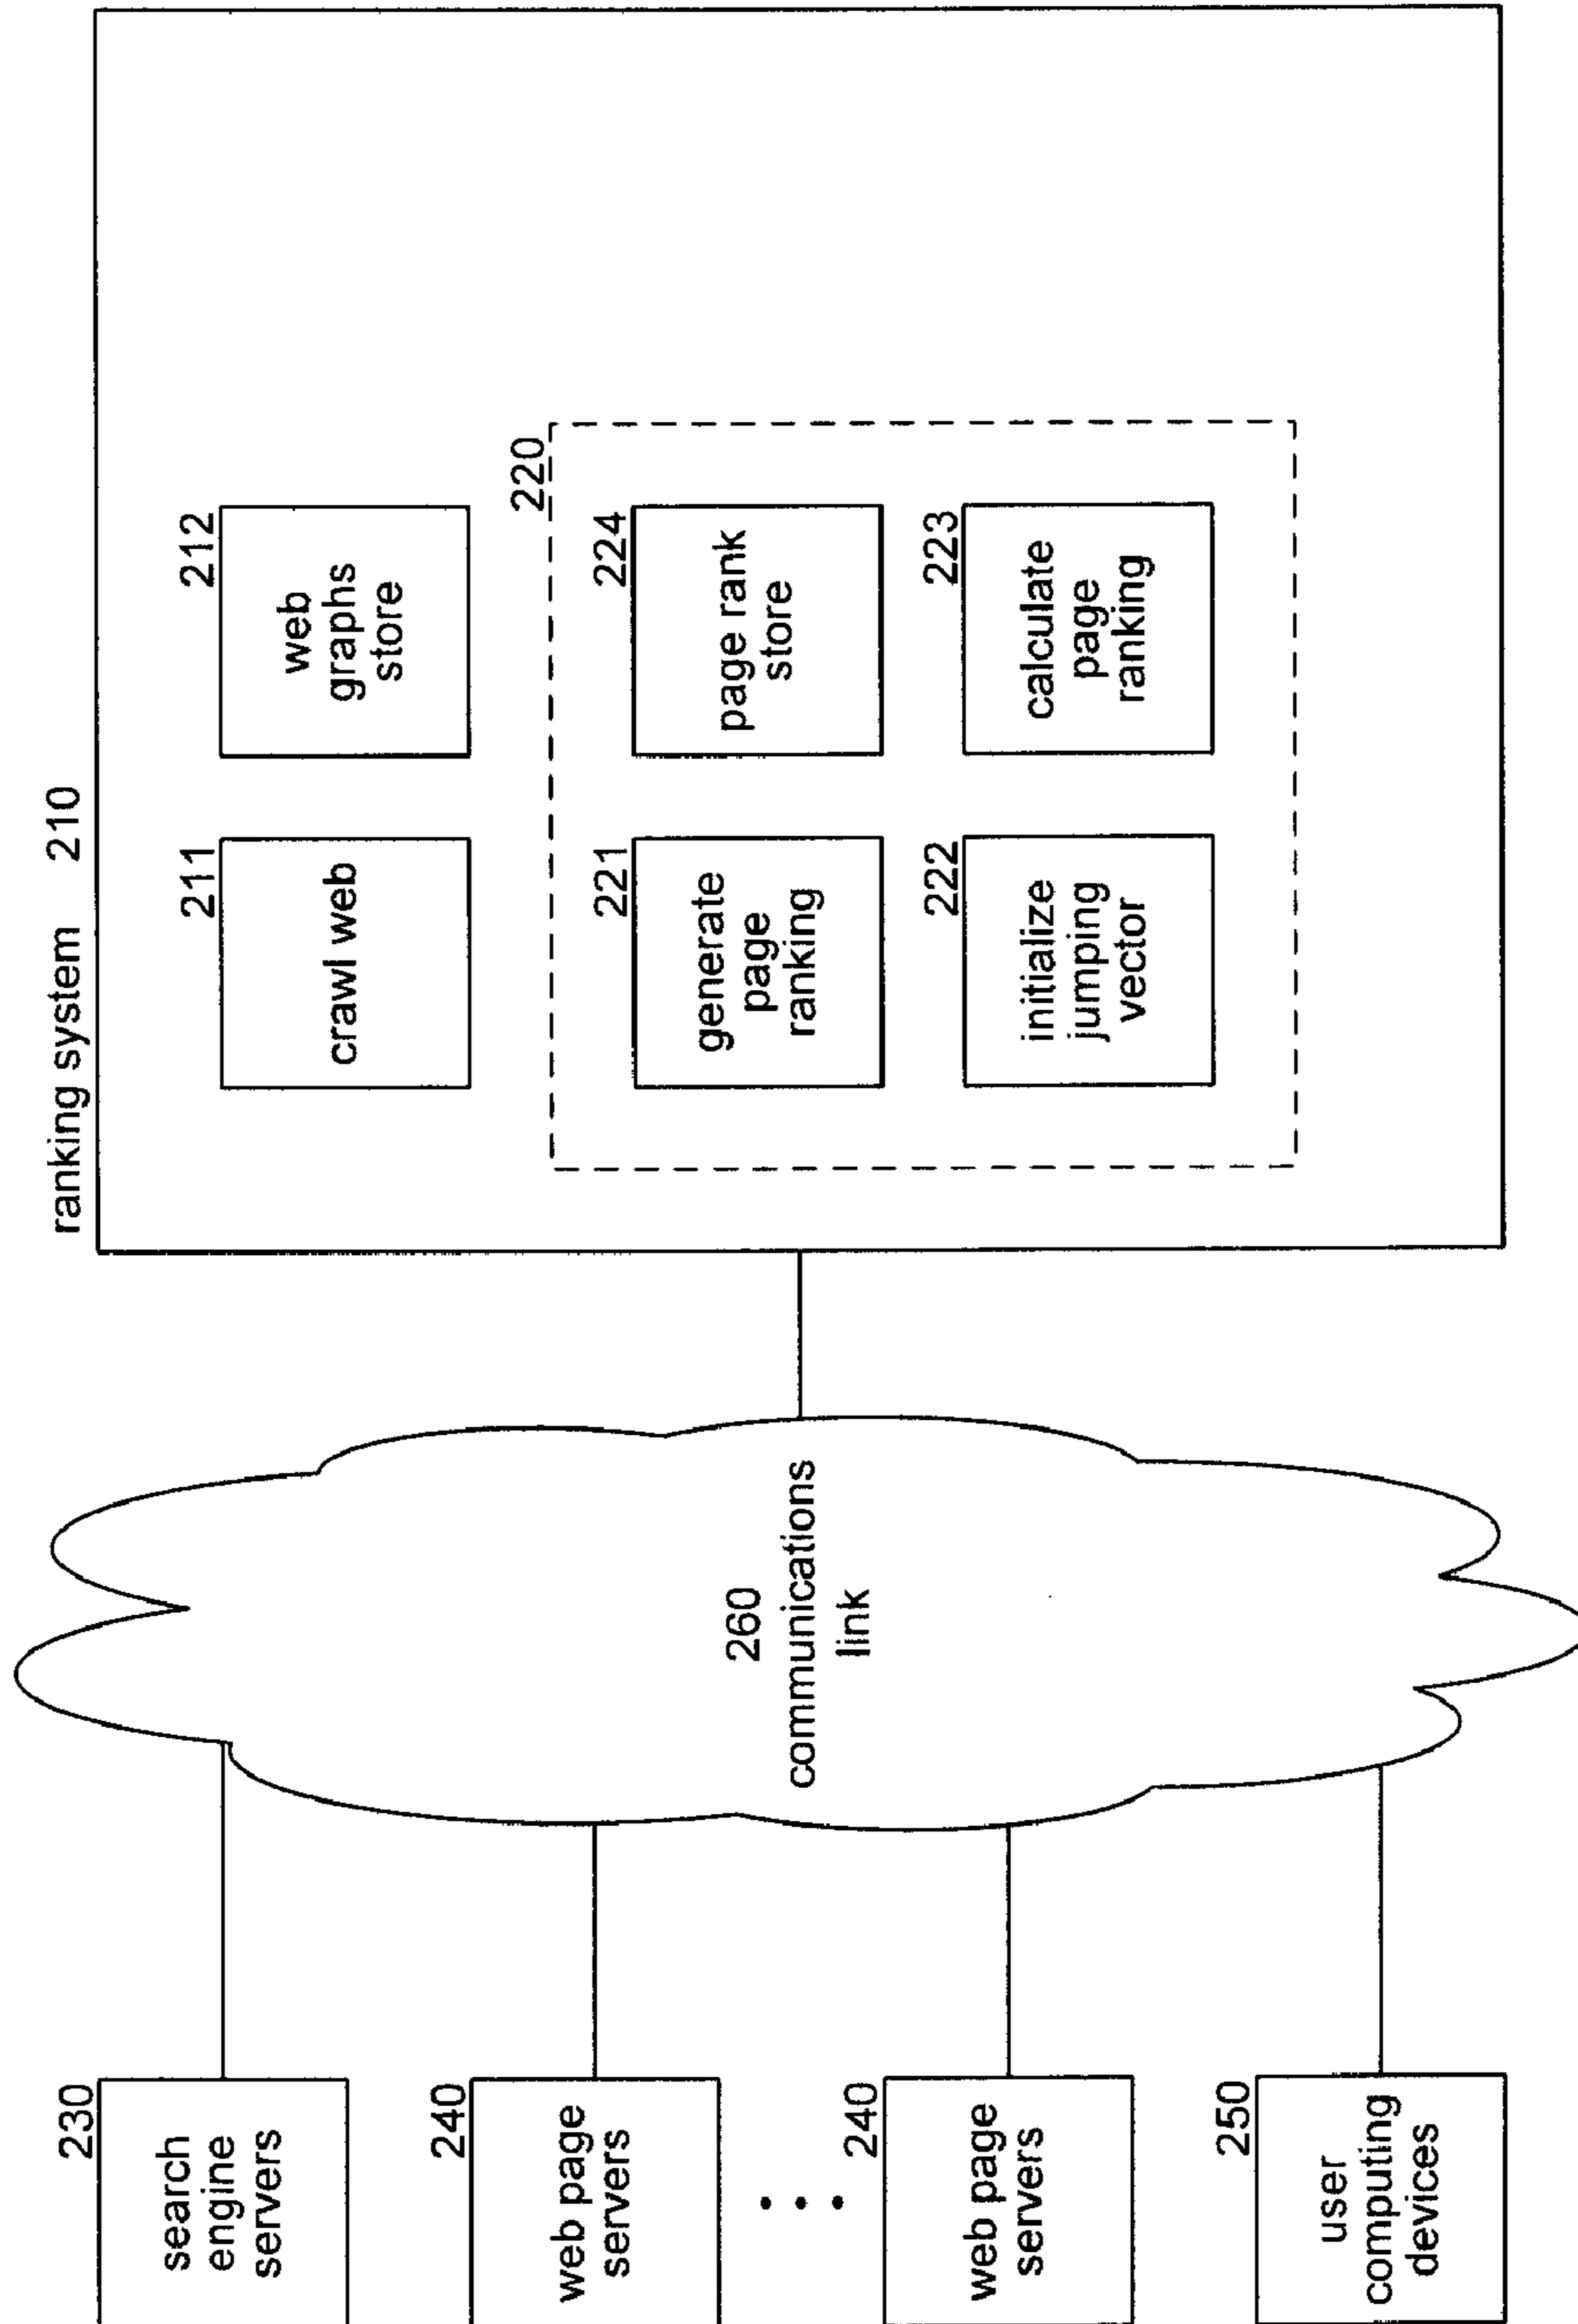 ranking system 210
211
crawl web
212
web
graphs
store
220
221
generate
page
ranking
224
page rank
store
222
initialize
jumping
vector
223
calculate
page
ranking
260
communications
link
230
search
engine
servers
240
web page
servers
240
web page
servers
250
user
computing
devices